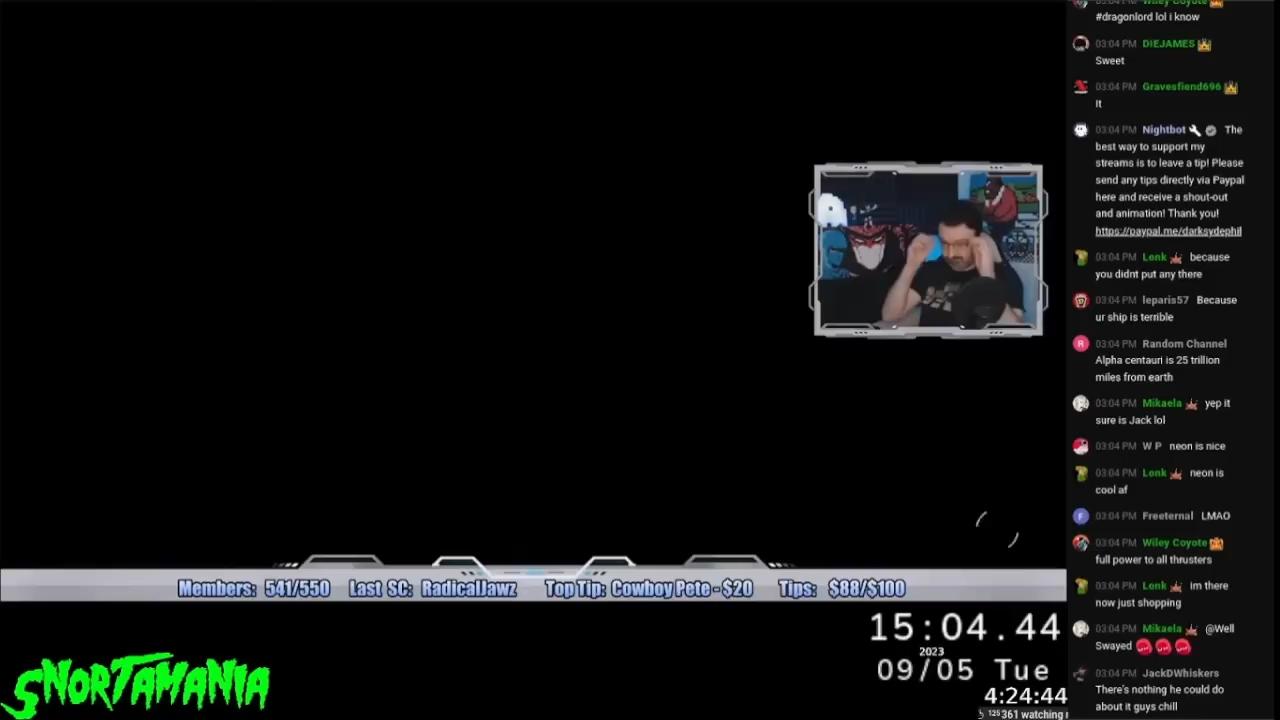 Wiley Coyote
#dragonlord lol i know
03:04 PM DIEJAMES
Sweet
03:04 PM Gravesfiend696
It
03:04 PM Nightbot The
best way to support my
streams is to leave a tip! Please
send any tips directly via Paypal
here and receive a shout-out
and animation! Thank you!
https://paypal.me/darksydephil
03:04 PM Lonk because
you didnt put any there
03:04 PM leparis57 Because
ur ship is terrible
R 03:04 PM Random Channel
Alpha centauri is 25 trillion
miles from earth
03:04 PM Mikaela yep it
sure is Jack lol
03:04 PM W P neon is nice
03:04 PM Lonk neon is
cool af
F 03:04 PM Freeternal LMAO
03:04 PM Wiley Coyote
full power to all thrusters
03:04 PM Lonk im there
now just shopping
03:04 PM Mikaela @Well
Swayed
03:04 PM JackDWhiskers
There's nothing he could do
about it guys chill
Members: 541/550 Last SC: RadicalJawz Top Tip: Cowboy Pete - $20 Tips: $88/$100
15:04.44
2023
09/05 Tue
4:24:44
361 watching
SNORTAMANIA